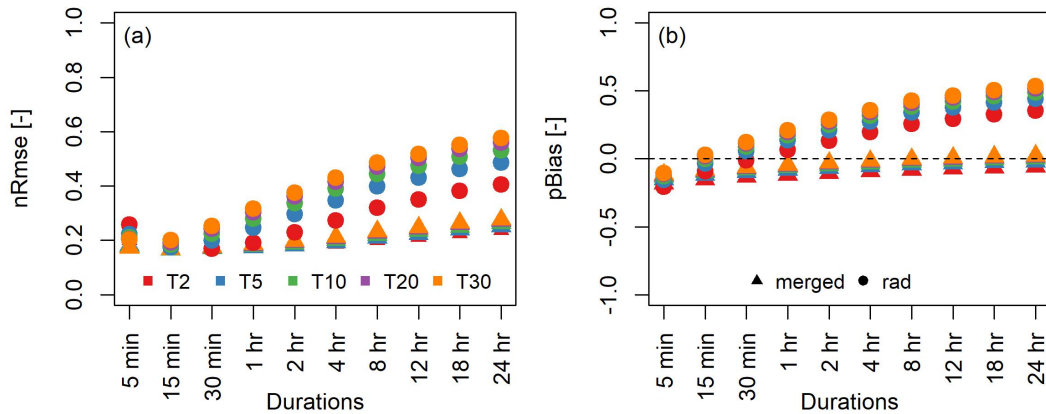 (a)
nRmse [-]
1.0
0.8
0.6
0.4
0.2
0.0
T2 T5 T10 T20 T30
5 min 15 min 30 min 1 hr 2 hr 4 hr 8 hr 12 hr 18 hr 24 hr
Durations
(b)
pBias [-]
1.0
0.5
0.0
-0.5
-1.0
merged rad
5 min 15 min 30 min 1 hr 2 hr 4 hr 8 hr 12 hr 18 hr 24 hr
Durations